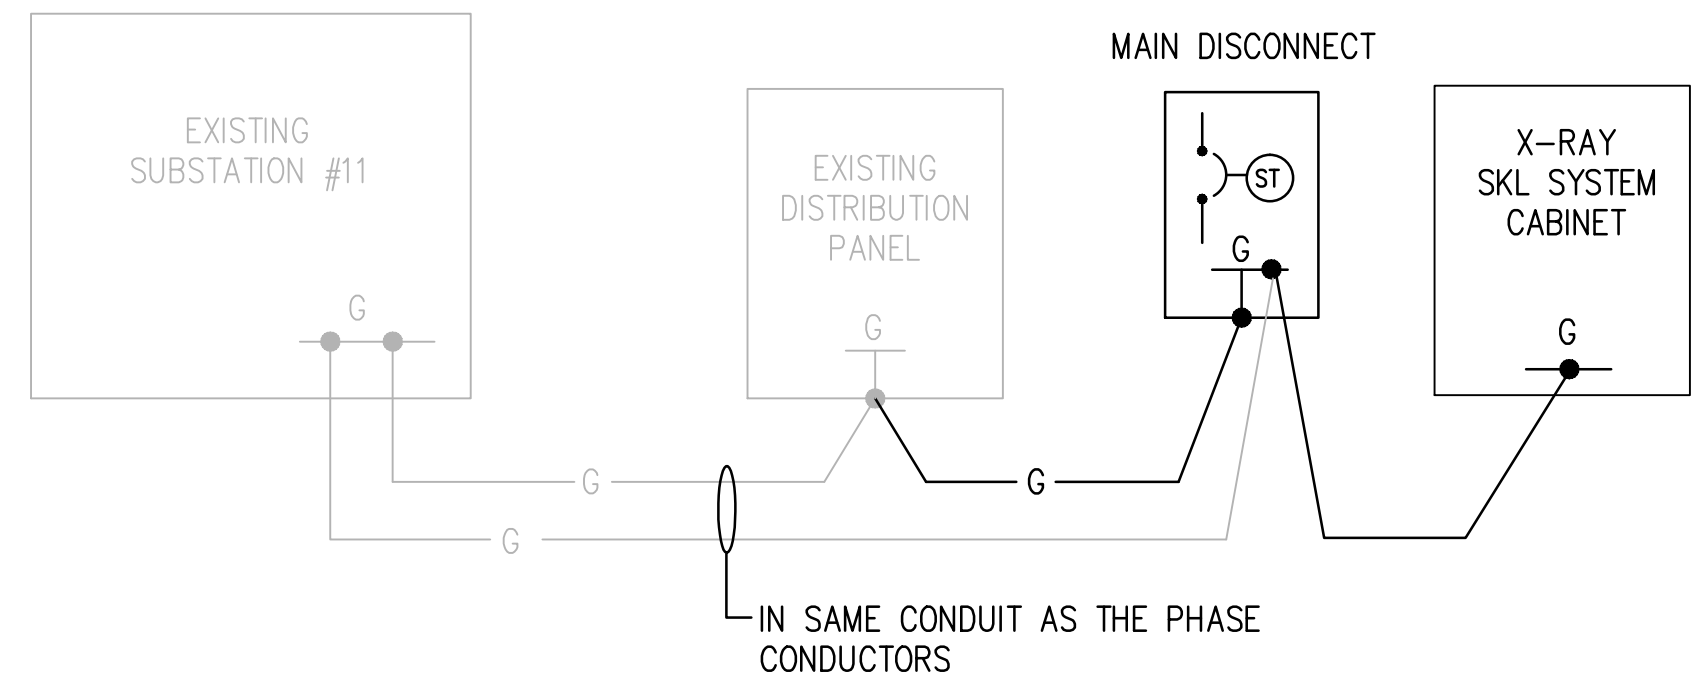 MAIN DISCONNECT
EXISTING
SUBSTATION #11
EXISTING
DISTRIBUTION
PANEL
ST
X-RAY
SKL SYSTEM
CABINET
G
G
G
G
G
G
G
IN SAME CONDUIT AS THE PHASE
CONDUCTORS